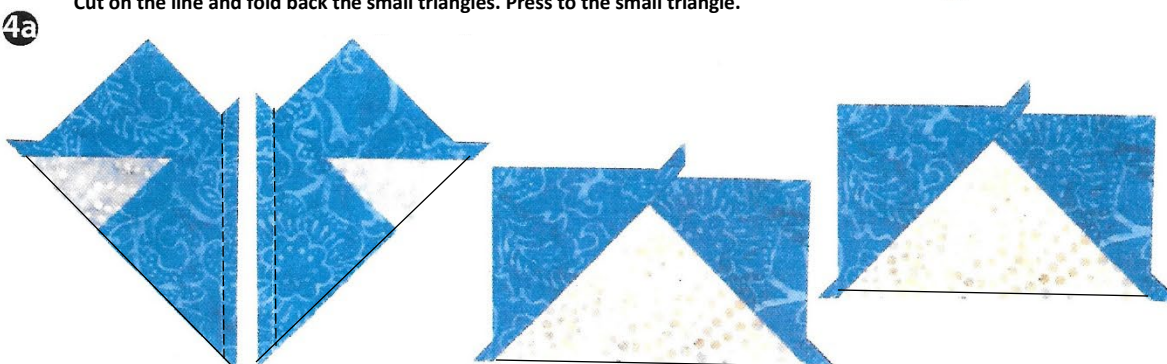 Cut on the line and fold back the small triangles. Press to the small triangle.
4a